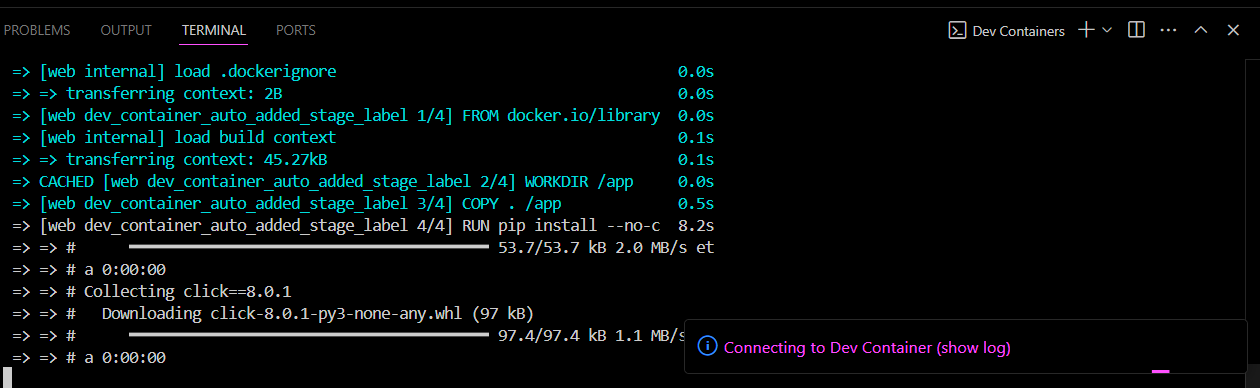 PROBLEMS OUTPUT TERMINAL PORTS Dev Containers
=> [web internal] load .dockerignore 0.0s
=> => transferring context: 2B 0.0s
=> [web dev_container_auto_added_stage_label 1/4] FROM docker.io/library 0.0s
=> [web internal] load build context 0.1s
=> => transferring context: 45.27kB 0.1s
=> CACHED [web dev_container_auto_added_stage_label 2/4] WORKDIR /app 0.0s
=> [web dev_container_auto_added_stage_label 3/4] COPY . /app 0.5s
=> [web dev_container_auto_added_stage_label 4/4] RUN pip install --no-c 8.2s
=> => # 53.7/53.7 kB 2.0 MB/s et
=> => # a 0:00:00
=> => # Collecting click==8.0.1
=> => # Downloading click-8.0.1-py3-none-any.whl (97 kB)
=> => # 97.4/97.4 kB 1.1 MB/s
=> => # a 0:00:00
Connecting to Dev Container (show log)